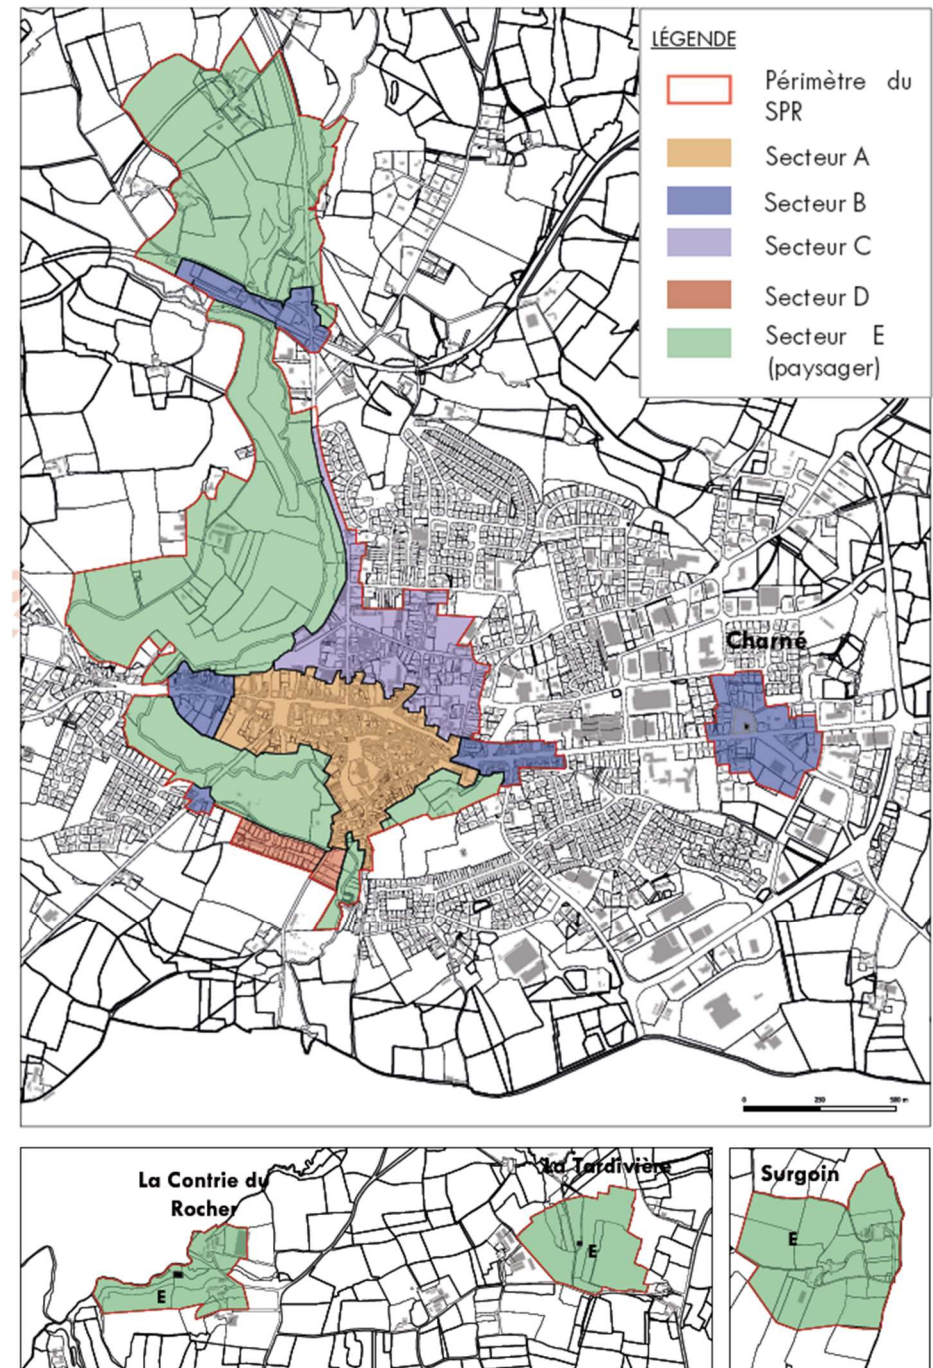 LÉGENDE
Périmètre du
SPR
Secteur A
Secteur B
Secteur C
Secteur D
Secteur E
(paysager)
Charné
0 250 500 m
La Contrie du
Rocher
E
La Tardivière
E
Surgoin
E